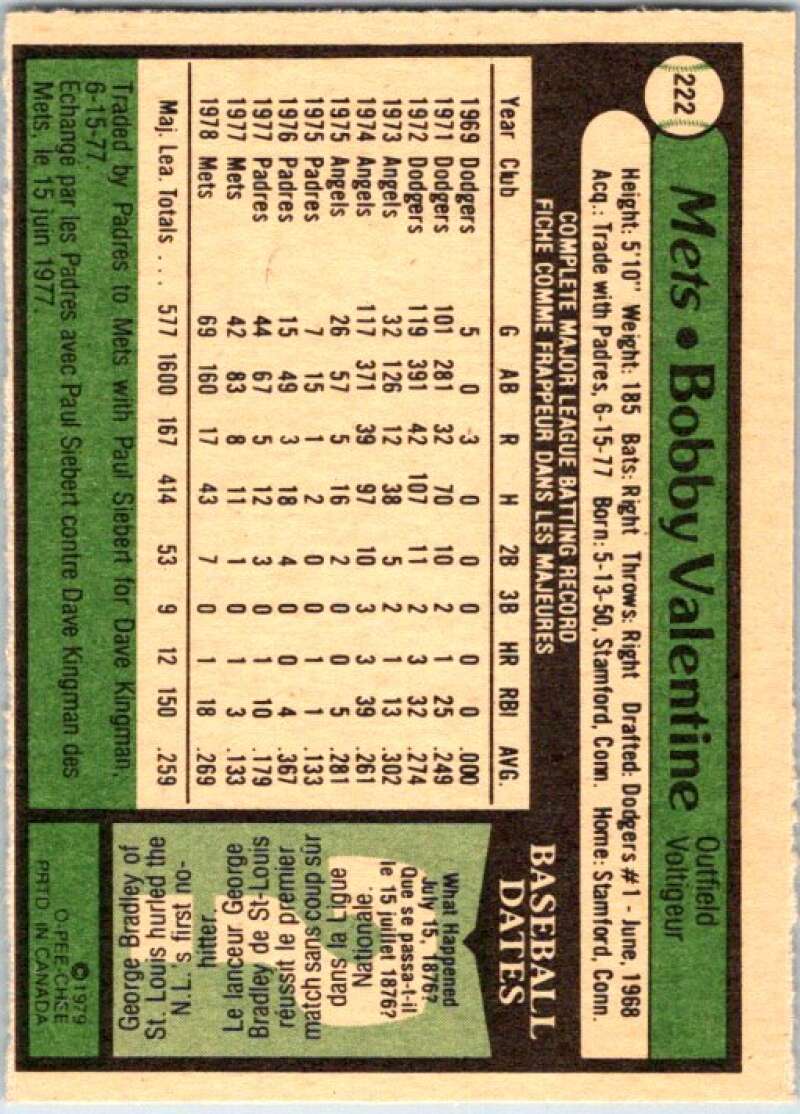 222
Mets • Bobby Valentine
Outfield
Voltigeur
Height: 5'10" Weight: 185 Bats: Right Throws: Right Drafted: Dodgers #1 - June, 1968
Acq.: Trade with Padres, 6-15-77 Born: 5-13-50, Stamford, Conn. Home: Stamford, Conn.
COMPLETE MAJOR LEAGUE BATTING RECORD
FICHE COMME FRAPPEUR DANS LES MAJEURES
Year Club G AB R H 2B 3B HR RBI AVG.
1969 Dodgers 5 0 3 0 0 0 0 0 .000
1971 Dodgers 101 281 32 70 10 2 1 25 .249
1972 Dodgers 119 391 42 107 11 2 3 32 .274
1973 Angels 32 126 12 38 5 2 1 13 .302
1974 Angels 117 371 39 97 10 3 3 39 .261
1975 Angels 26 57 5 16 2 0 0 5 .281
1975 Padres 7 15 1 2 0 0 1 1 .133
1976 Padres 15 49 3 18 4 0 0 4 .367
1977 Padres 44 67 5 12 3 0 1 10 .179
1977 Mets 42 83 8 11 1 0 1 3 .133
1978 Mets 69 160 17 43 7 0 1 18 .269
Maj. Lea. Totals . . . 577 1600 167 414 53 9 12 150 .259
Traded by Padres to Mets with Paul Siebert for Dave Kingman,
6-15-77.
Echangé par les Padres avec Paul Siebert contre Dave Kingman des
Mets, le 15 juin 1977.
BASEBALL
DATES
What Happened
July 15, 1876?
Que se passa-t-il
le 15 juillet 1876?
George Bradley of
St. Louis hurled the
N.L.'s first no-
hitter.
Le lanceur George
Bradley de St-Louis
réussit le premier
match sans coup sûr
dans la Ligue
Nationale.
© 1979
O-PEE-CHEE
PRTD IN CANADA